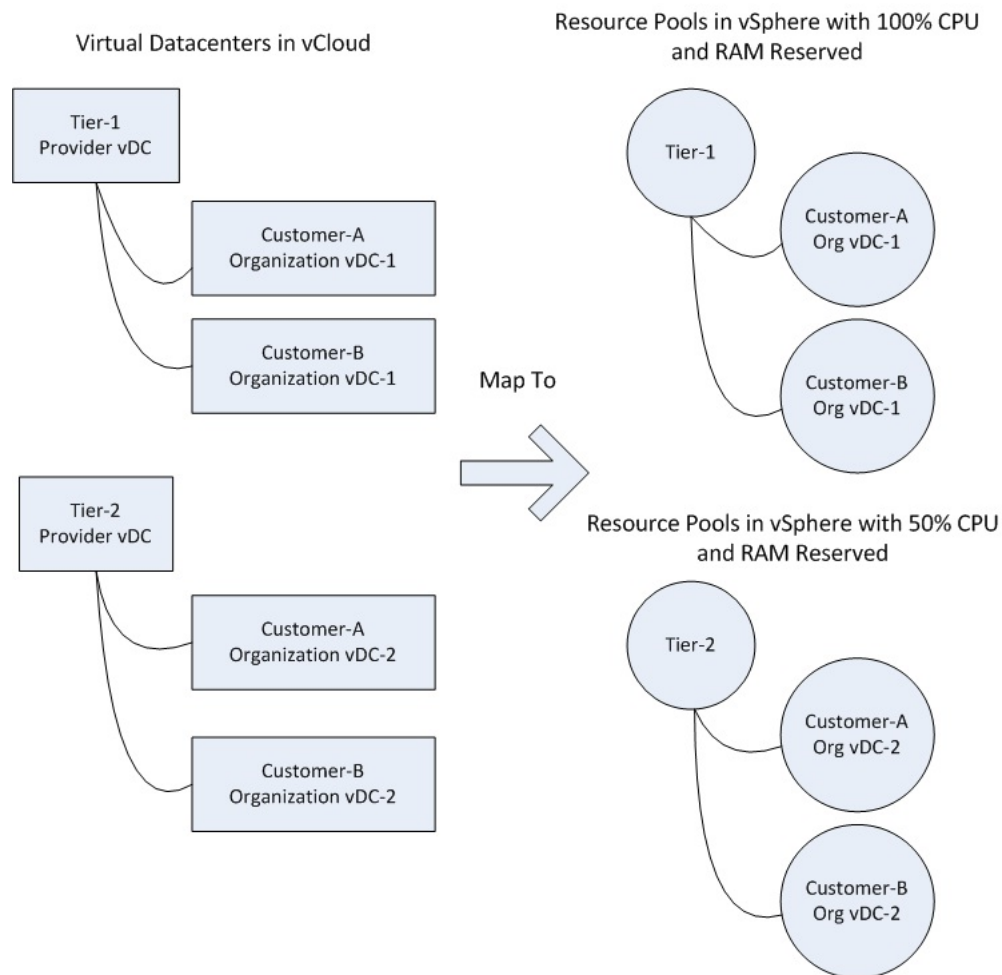 Virtual Datacenters in vCloud
Tier-1
Provider vDC
Customer-A
Organization vDC-1
Customer-B
Organization vDC-1
Tier-2
Provider vDC
Customer-A
Organization vDC-2
Customer-B
Organization vDC-2
Map To
Resource Pools in vSphere with 100% CPU
and RAM Reserved
Tier-1
Customer-A
Org vDC-1
Customer-B
Org vDC-1
Resource Pools in vSphere with 50% CPU
and RAM Reserved
Tier-2
Customer-A
Org vDC-2
Customer-B
Org vDC-2